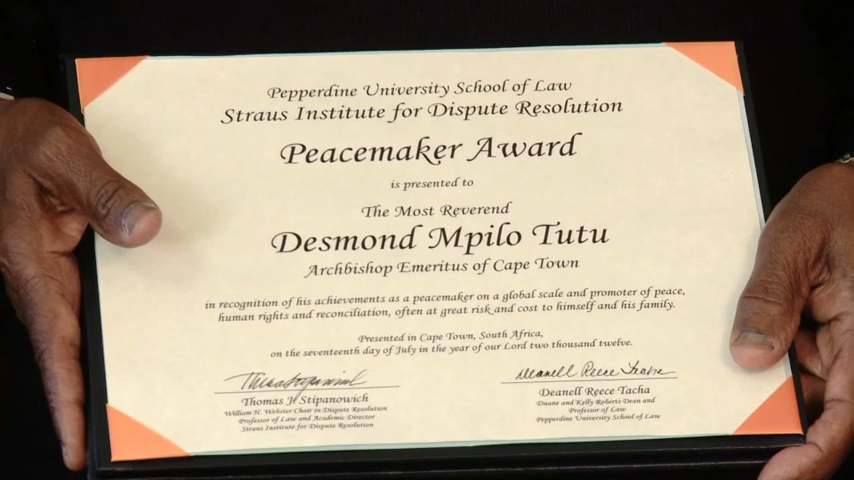 Pepperdine University School of Law
Straus Institute for Dispute Resolution
Peacemaker Award
is presented to
The Most Reverend
Desmond Mpilo Tutu
Archbishop Emeritus of Cape Town
in recognition of his achievements as a peacemaker on a global scale and promoter of peace,
human rights and reconciliation, often at great risk and cost to himself and his family.
Presented in Cape Town, South Africa,
on the seventeenth day of July in the year of our Lord two thousand twelve.
Thomas J. Stipanowich
William H. Webster Chair in Dispute Resolution
Professor of Law and Academic Director
Straus Institute for Dispute Resolution
Deanell Reece Tacha
Deanell Reece Tacha
Duane and Kelly Roberts Dean and
Professor of Law
Pepperdine University School of Law